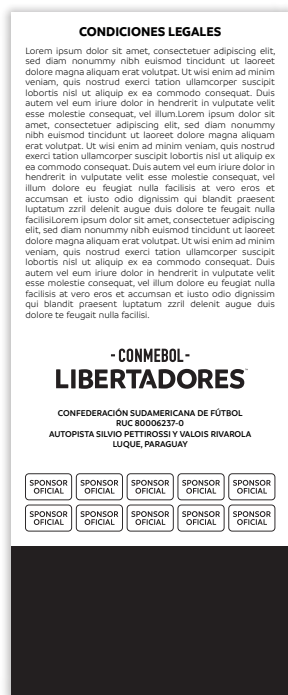 CONDICIONES LEGALES
Lorem ipsum dolor sit amet, consectetuer adipiscing elit,
sed diam nonummy nibh euismod tincidunt ut laoreet
dolore magna aliquam erat volutpat. Ut wisi enim ad minim
veniam, quis nostrud exerci tation ullamcorper suscipit
lobortis nisl ut aliquip ex ea commodo consequat. Duis
autem vel eum iriure dolor in hendrerit in vulputate velit
esse molestie consequat, vel illum.Lorem ipsum dolor sit
amet, consectetuer adipiscing elit, sed diam nonummy
nibh euismod tincidunt ut laoreet dolore magna aliquam
erat volutpat. Ut wisi enim ad minim veniam, quis nostrud
exerci tation ullamcorper suscipit lobortis nisl ut aliquip ex
ea commodo consequat. Duis autem vel eum iriure dolor in
hendrerit in vulputate velit esse molestie consequat, vel
illum dolore eu feugiat nulla facilisis at vero eros et
accumsan et iusto odio dignissim qui blandit praesent
luptatum zzril delenit augue duis dolore te feugait nulla
facilisiLorem ipsum dolor sit amet, consectetuer adipiscing
elit, sed diam nonummy nibh euismod tincidunt ut laoreet
dolore magna aliquam erat volutpat. Ut wisi enim ad minim
veniam, quis nostrud exerci tation ullamcorper suscipit
lobortis nisl ut aliquip ex ea commodo consequat. Duis
autem vel eum iriure dolor in hendrerit in vulputate velit
esse molestie consequat, vel illum dolore eu feugiat nulla
facilisis at vero eros et accumsan et iusto odio dignissim
qui blandit praesent luptatum zzril delenit augue duis
dolore te feugait nulla facilisi.
- CONMEBOL -
LIBERTADORES
CONFEDERACIÓN SUDAMERICANA DE FÚTBOL
RUC 80006237-0
AUTOPISTA SILVIO PETTIROSSI Y VALOIS RIVAROLA
LUQUE, PARAGUAY
SPONSOR OFICIAL SPONSOR OFICIAL SPONSOR OFICIAL SPONSOR OFICIAL SPONSOR OFICIAL
SPONSOR OFICIAL SPONSOR OFICIAL SPONSOR OFICIAL SPONSOR OFICIAL SPONSOR OFICIAL